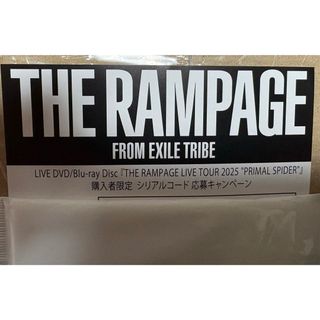 THE RAMPAGE
FROM EXILE TRIBE
LIVE DVD/Blu-ray Disc『THE RAMPAGE LIVE TOUR 2025 "PRIMAL SPIDER"』
購入者限定 シリアルコード 応募キャンペーン